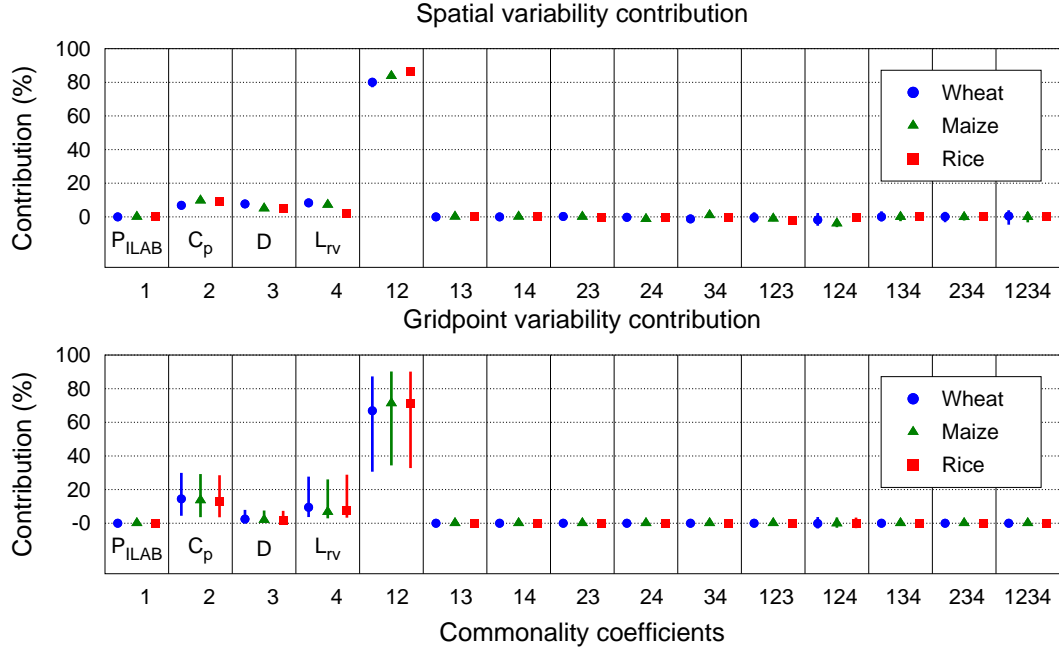 Spatial variability contribution
Contribution (%)
100
80
60
40
20
0
Wheat
Maize
Rice
P_ILAB C_p D L_rv
1 2 3 4 12 13 14 23 24 34 123 124 134 234 1234
Gridpoint variability contribution
Contribution (%)
100
80
60
40
20
-0
Wheat
Maize
Rice
P_ILAB C_p D L_rv
1 2 3 4 12 13 14 23 24 34 123 124 134 234 1234
Commonality coefficients